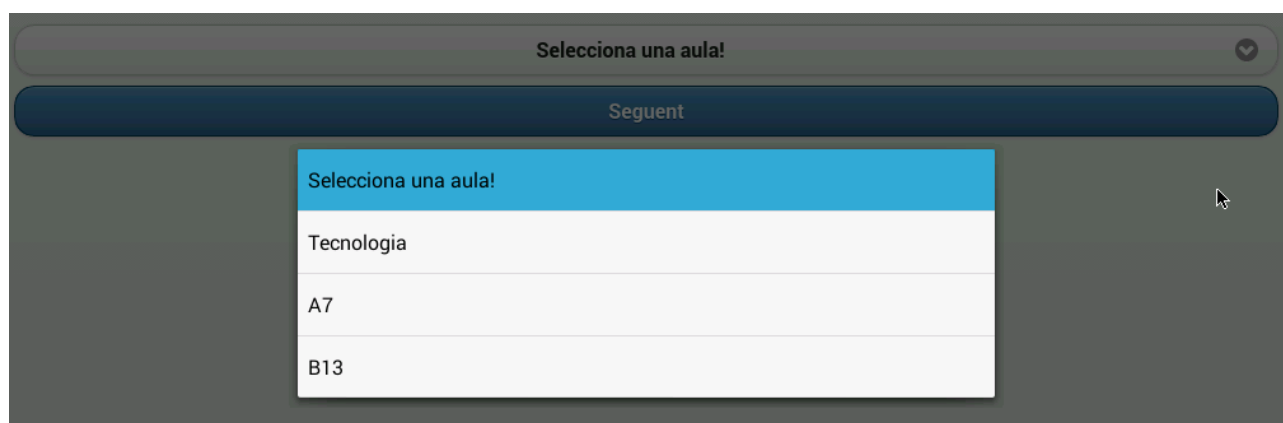 Selecciona una aula!
Seguent
Selecciona una aula!
Tecnologia
A7
B13